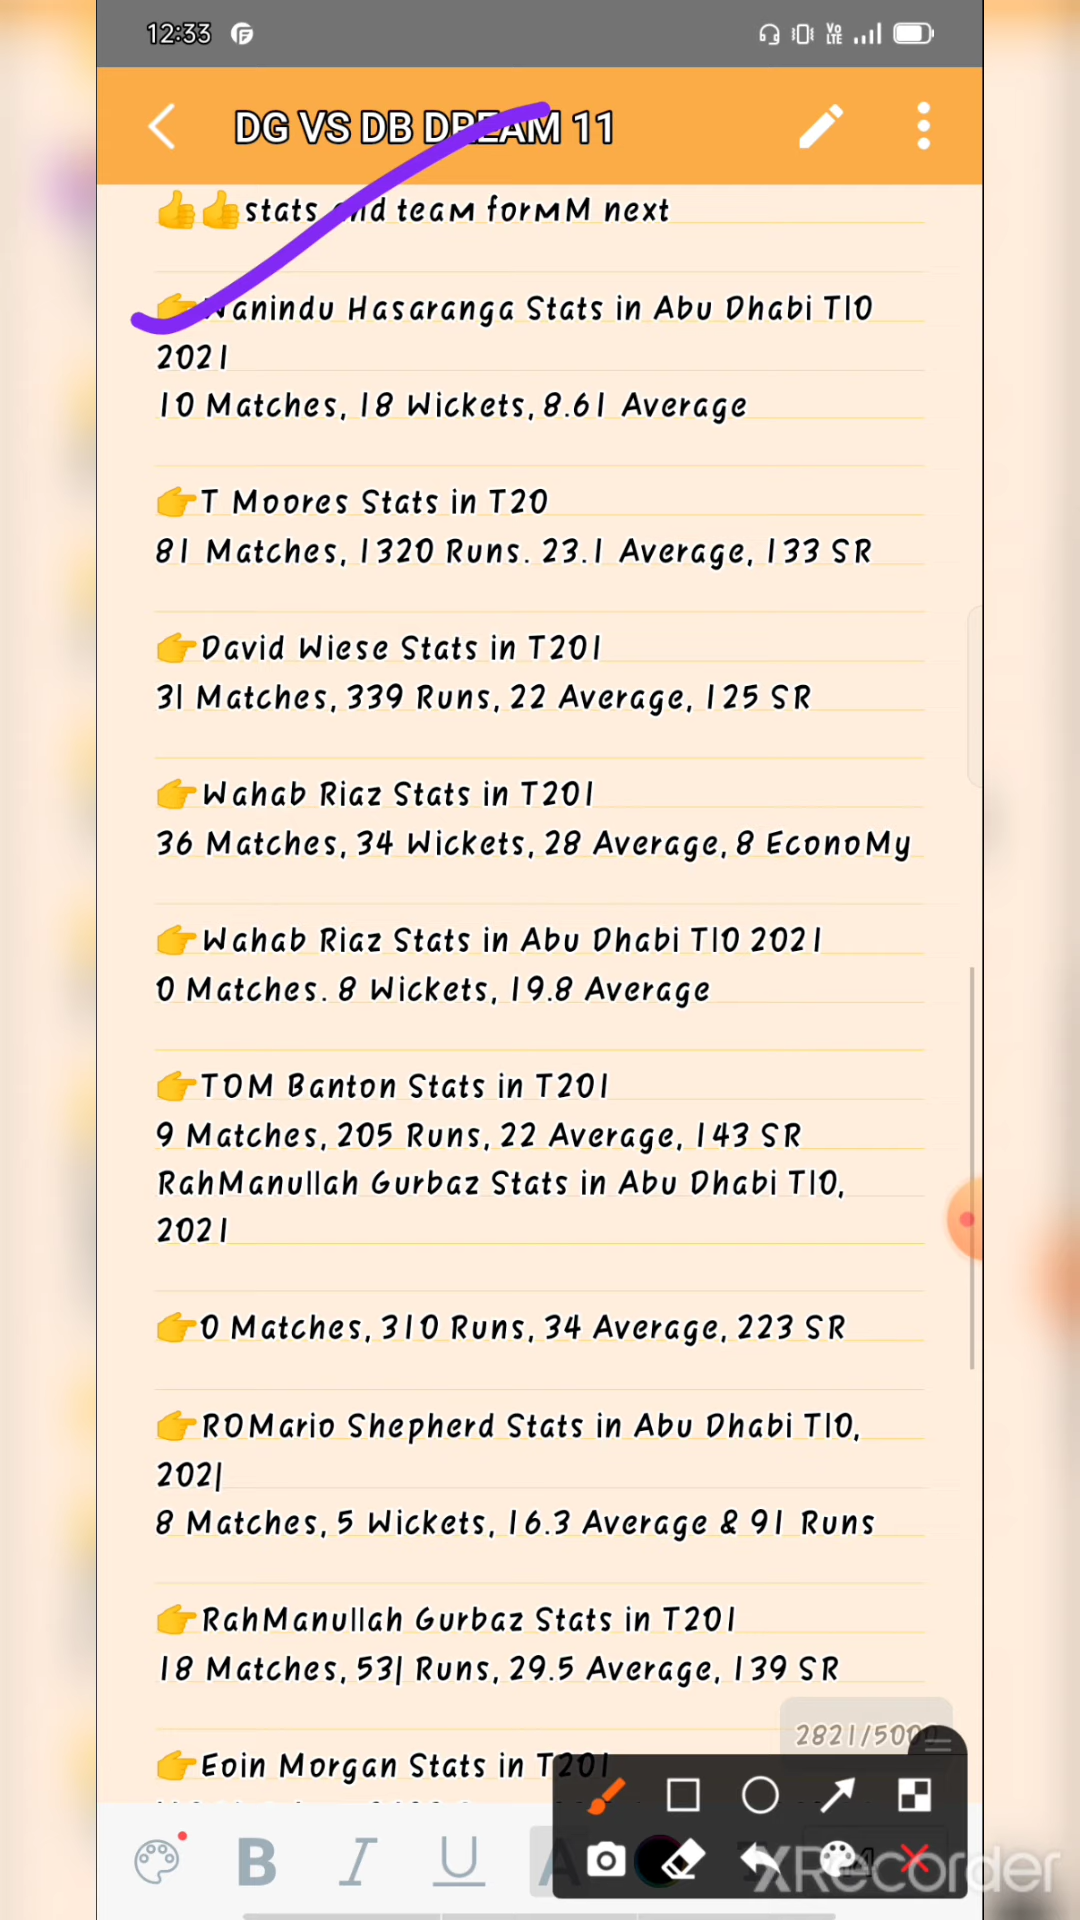 12:33
VO LTE
DG VS DB DREAM 11
👍👍stats and team formM next
👉Wanindu Hasaranga Stats in Abu Dhabi T10
2021
10 Matches, 18 Wickets, 8.61 Average
👉T Moores Stats in T20
81 Matches, 1320 Runs. 23.1 Average, 133 SR
👉David Wiese Stats in T20I
31 Matches, 339 Runs, 22 Average, 125 SR
👉Wahab Riaz Stats in T20I
36 Matches, 34 Wickets, 28 Average, 8 EconoMy
👉Wahab Riaz Stats in Abu Dhabi T10 2021
0 Matches. 8 Wickets, 19.8 Average
👉TOM Banton Stats in T20I
9 Matches, 205 Runs, 22 Average, 143 SR
RahManullah Gurbaz Stats in Abu Dhabi T10,
2021
👉0 Matches, 310 Runs, 34 Average, 223 SR
👉ROMario Shepherd Stats in Abu Dhabi T10,
202|
8 Matches, 5 Wickets, 16.3 Average & 91 Runs
👉RahManullah Gurbaz Stats in T20I
18 Matches, 53| Runs, 29.5 Average, 139 SR
2821/5000
👉Eoin Morgan Stats in T20I
B I U A
XRecorder